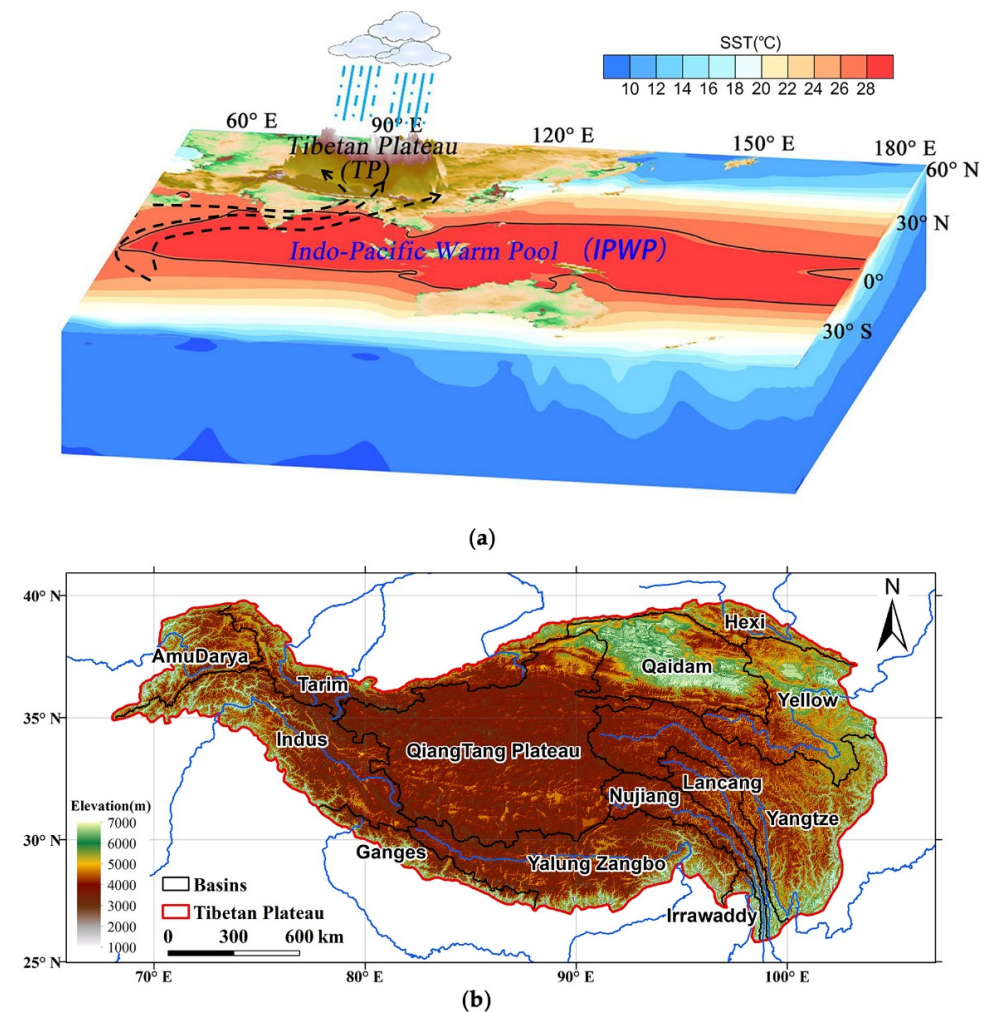 SST(℃)
10 12 14 16 18 20 22 24 26 28
60° E
90° E
120° E
150° E
180° E
60° N
Tibetan Plateau
(TP)
30° N
Indo-Pacific Warm Pool (IPWP)
0°
30° S
(a)
40° N
35° N
30° N
25° N
N
Hexi
AmuDarya
Qaidam
Tarim
Yellow
Indus
QiangTang Plateau
Lancang
Nujiang
Yangtze
Ganges
Yalung Zangbo
Irrawaddy
Elevation(m)
7000
6000
5000
4000
3000
2000
1000
Basins
Tibetan Plateau
0 300 600 km
70° E 80° E 90° E 100° E
(b)